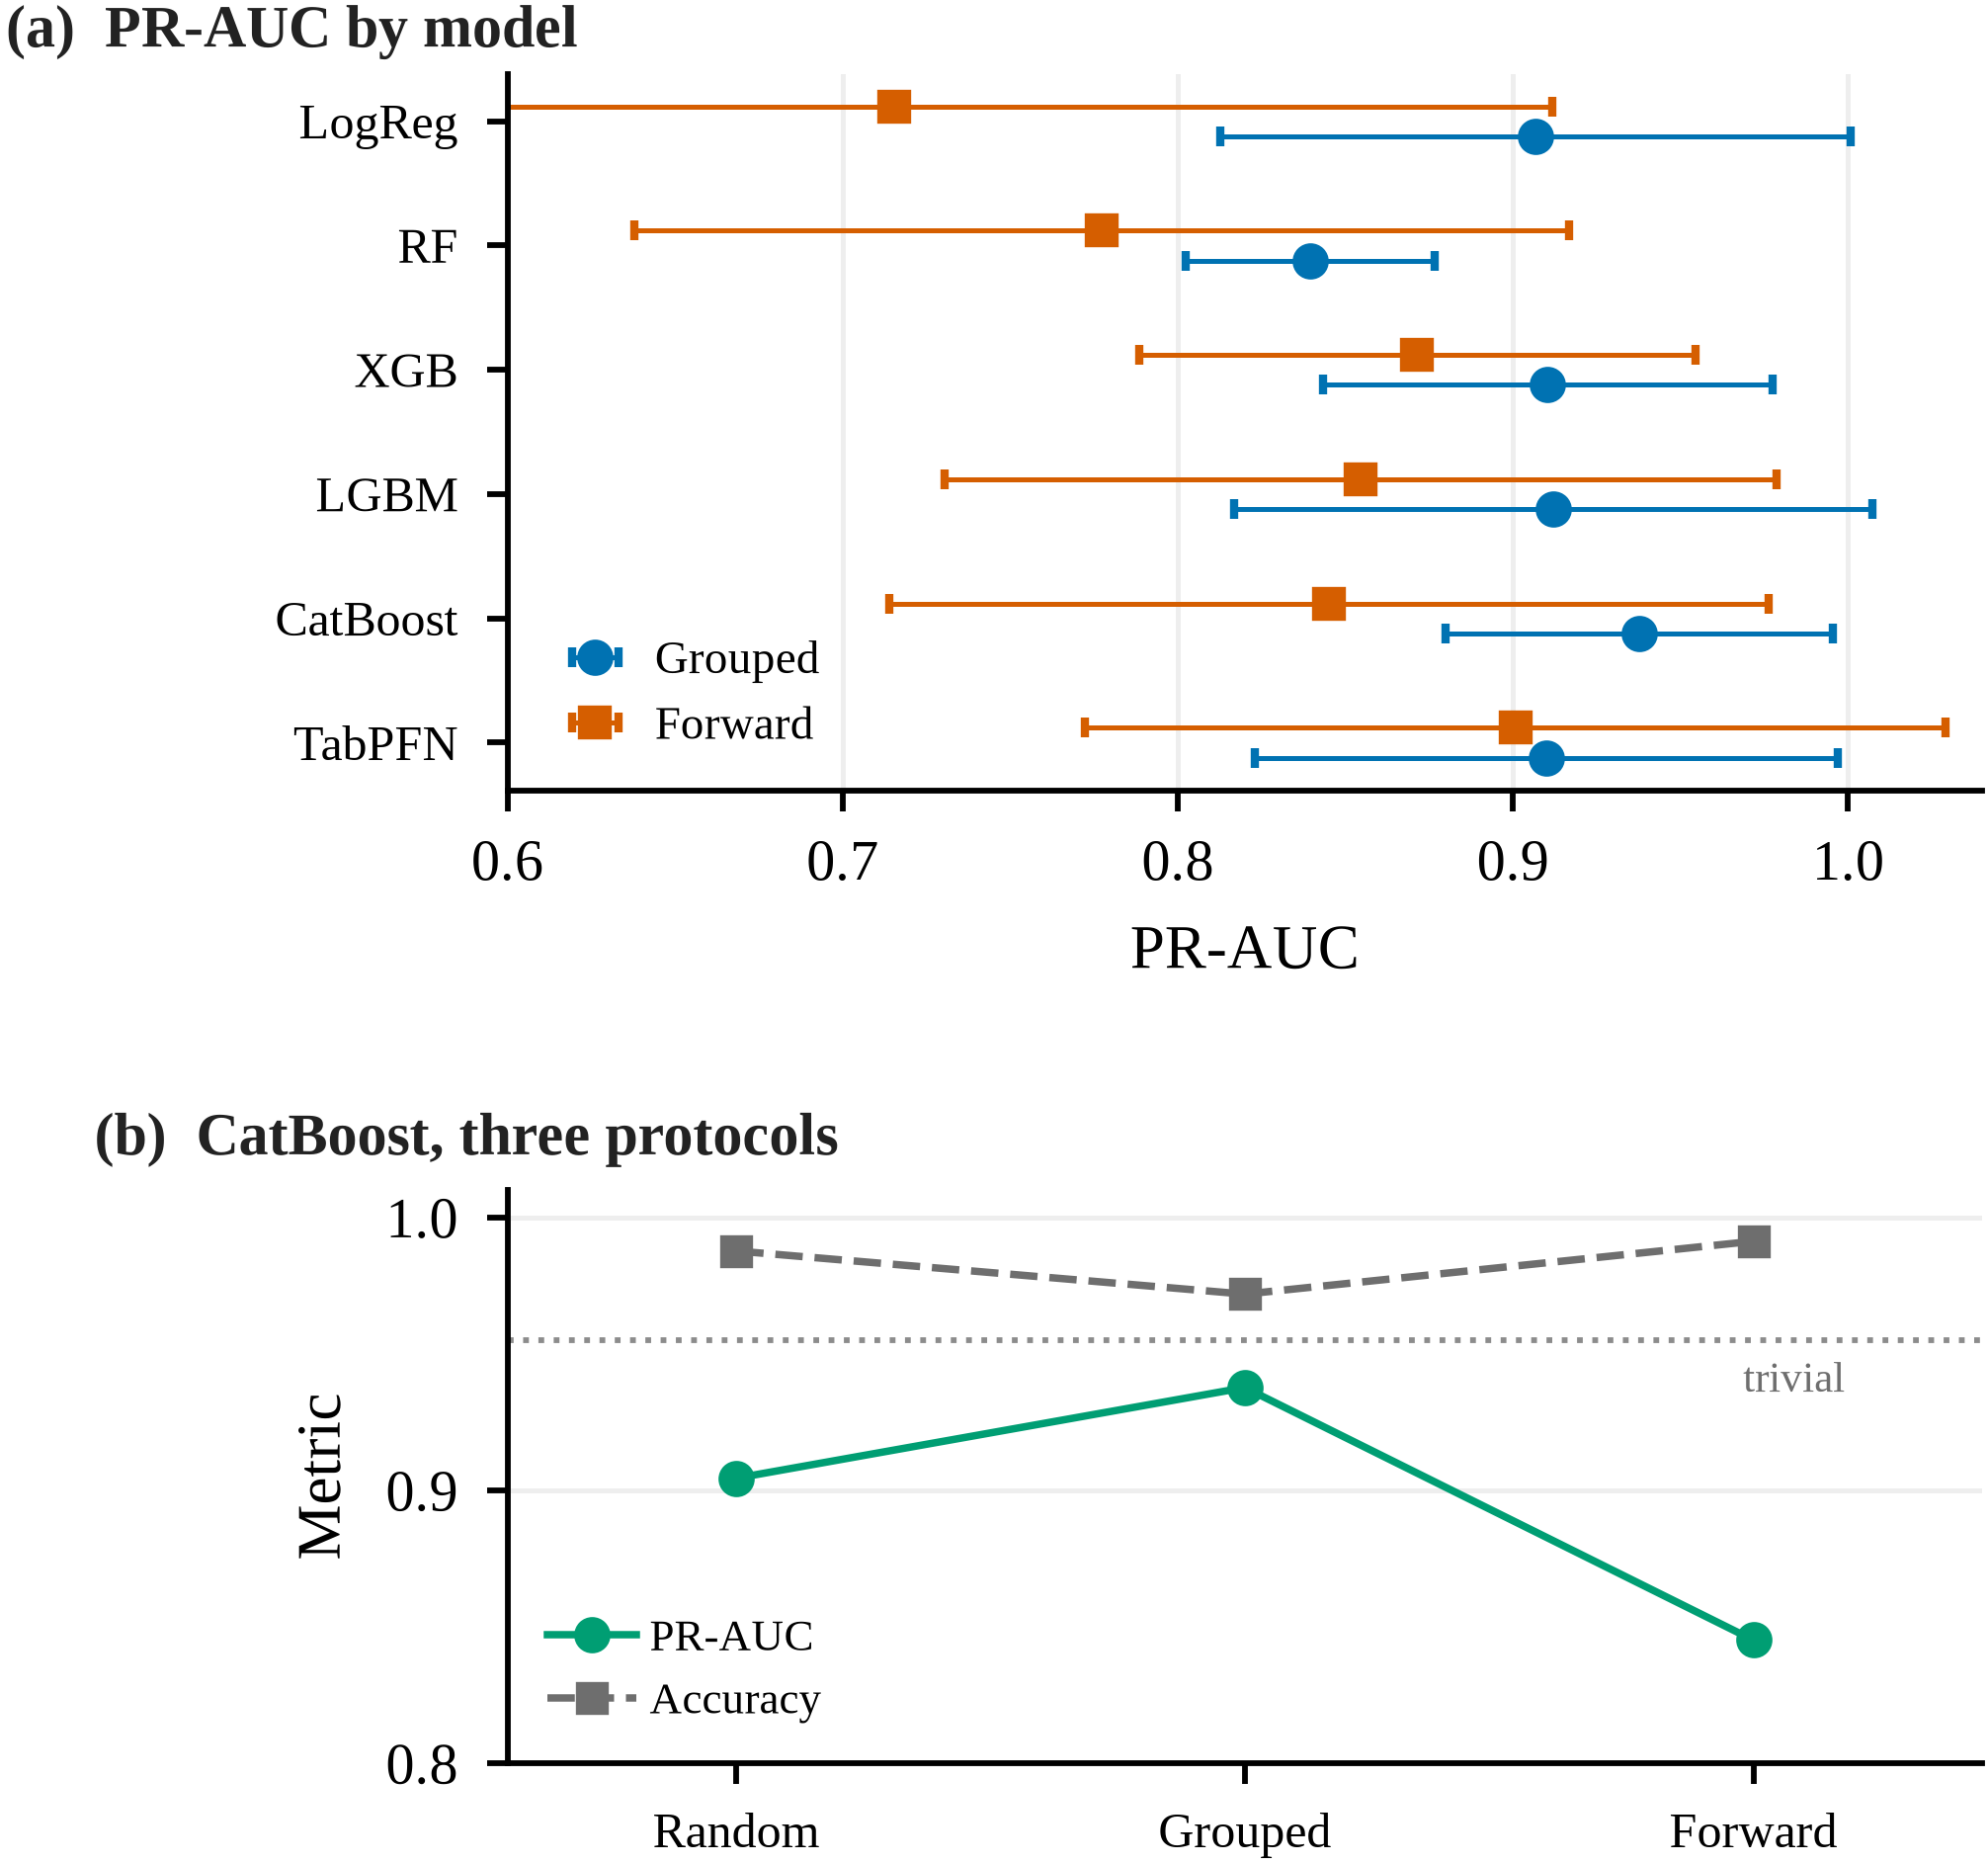 (a) PR-AUC by model
LogReg
RF
XGB
LGBM
CatBoost
TabPFN
Grouped
Forward
0.6 0.7 0.8 0.9 1.0
PR-AUC
(b) CatBoost, three protocols
1.0
0.9
0.8
Metric
trivial
PR-AUC
Accuracy
Random Grouped Forward